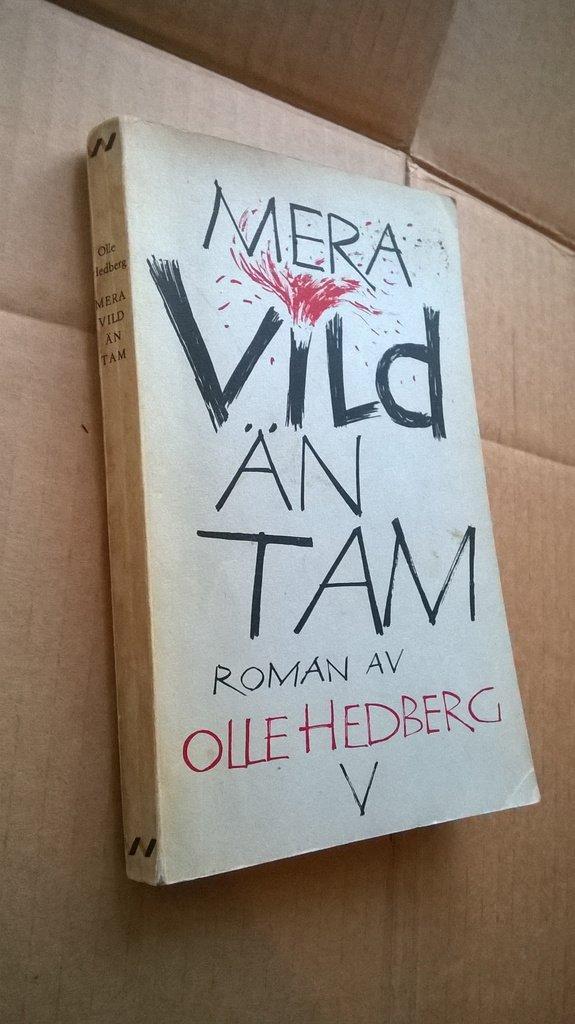 MERA
VILd
ÄN
TAM
ROMAN AV
OLLE HEDBERG
V
Olle
Hedberg
MERA
VILD
ÄN
TAM